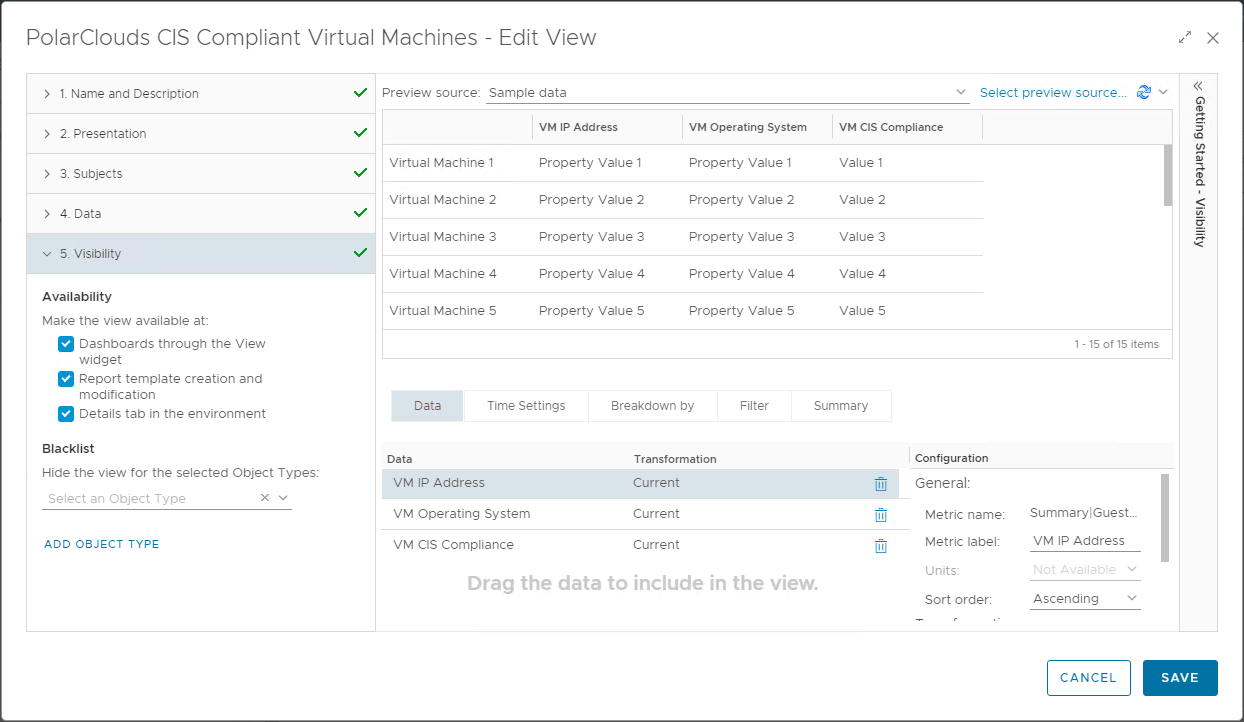 PolarClouds CIS Compliant Virtual Machines - Edit View
1. Name and Description
2. Presentation
3. Subjects
4. Data
5. Visibility
Availability
Make the view available at:
Dashboards through the View
widget
Report template creation and
modification
Details tab in the environment
Blacklist
Hide the view for the selected Object Types:
Select an Object Type
ADD OBJECT TYPE
Preview source: Sample data Select preview source...
VM IP Address VM Operating System VM CIS Compliance
Virtual Machine 1 Property Value 1 Property Value 1 Value 1
Virtual Machine 2 Property Value 2 Property Value 2 Value 2
Virtual Machine 3 Property Value 3 Property Value 3 Value 3
Virtual Machine 4 Property Value 4 Property Value 4 Value 4
Virtual Machine 5 Property Value 5 Property Value 5 Value 5
1 - 15 of 15 items
Data Time Settings Breakdown by Filter Summary
Data Transformation
VM IP Address Current
VM Operating System Current
VM CIS Compliance Current
Drag the data to include in the view.
Configuration
General:
Metric name: Summary|Guest...
Metric label: VM IP Address
Units: Not Available
Sort order: Ascending
Getting Started - Visibility
CANCEL SAVE